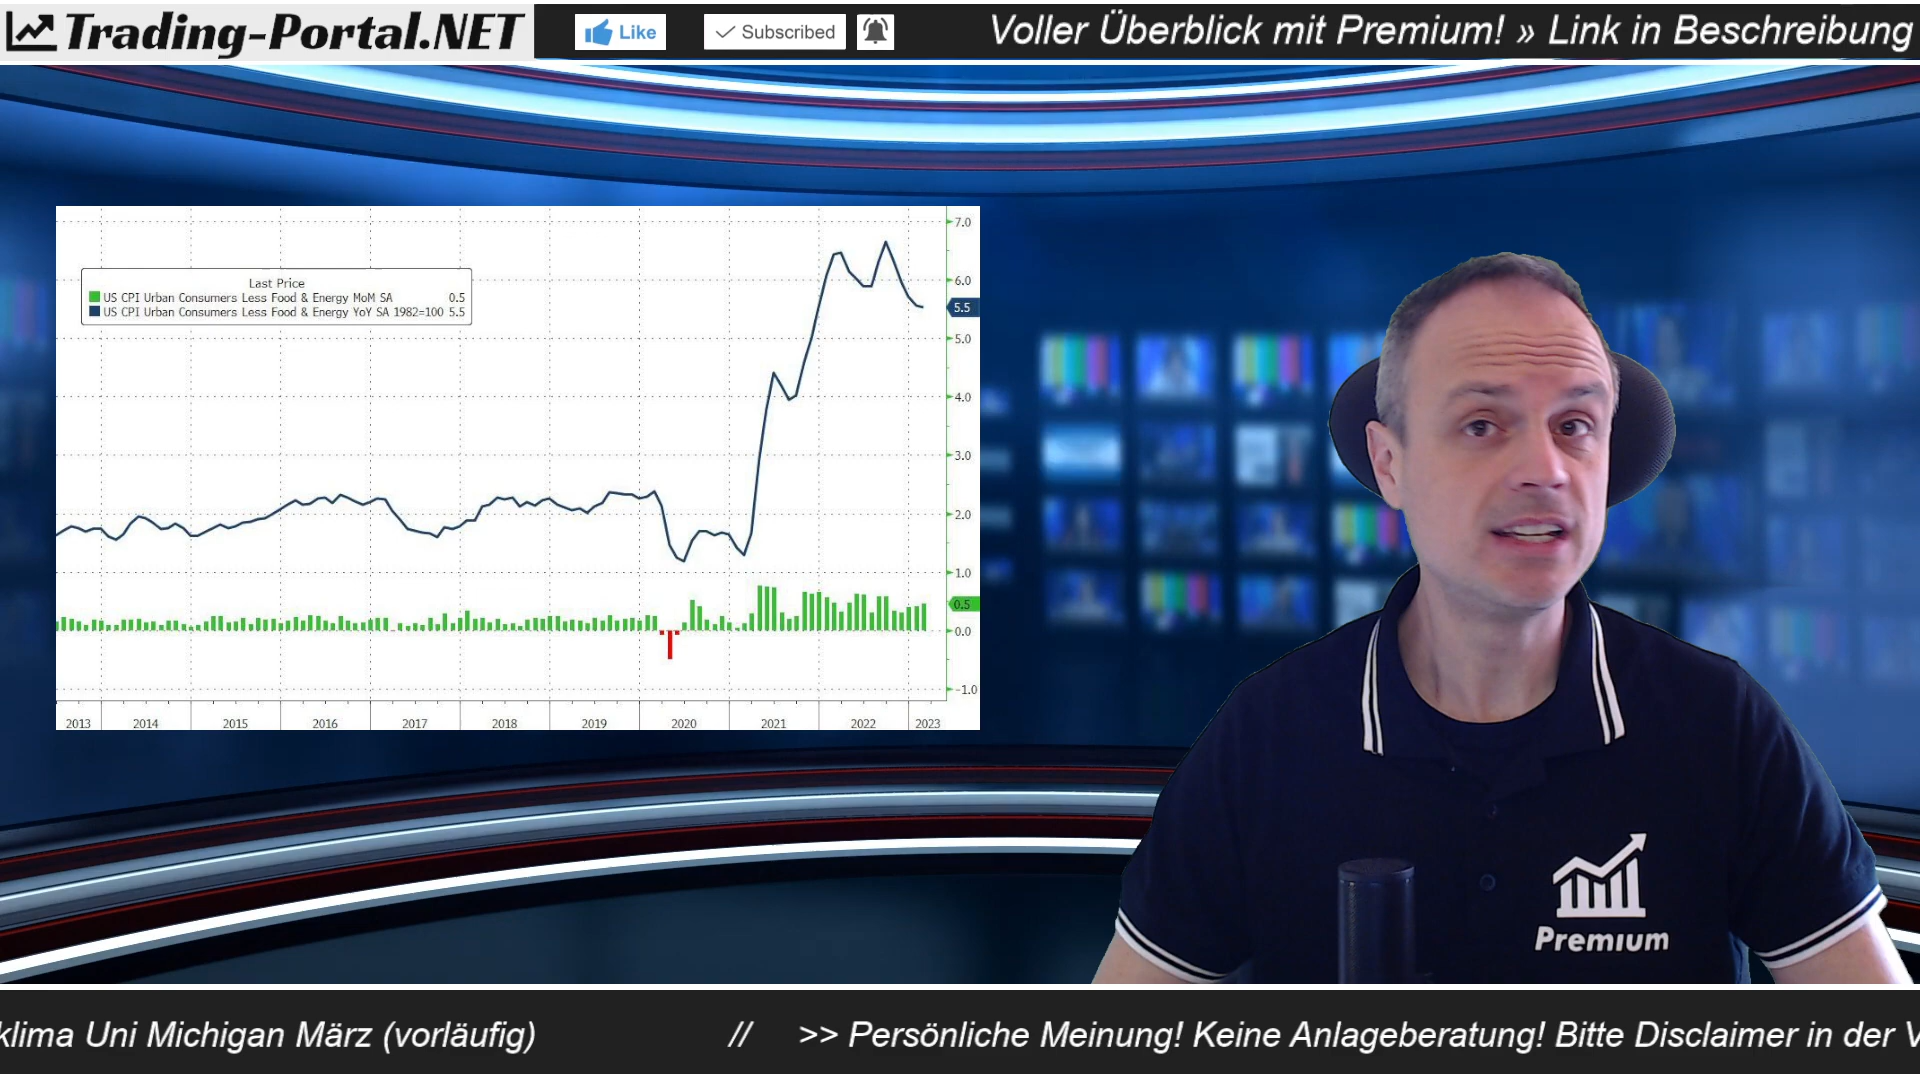 Trading-Portal.NET
Like
Subscribed
Voller Überblick mit Premium! » Link in Beschreibung
7.0
Last Price
US CPI Urban Consumers Less Food & Energy MoM SA 0.5
US CPI Urban Consumers Less Food & Energy YoY SA 1982=100 5.5
6.0
5.5
5.0
4.0
3.0
2.0
1.0
0.5
0.0
-1.0
2013 2014 2015 2016 2017 2018 2019 2020 2021 2022 2023
Premium
klima Uni Michigan März (vorläufig) // >> Persönliche Meinung! Keine Anlageberatung! Bitte Disclaimer in der V